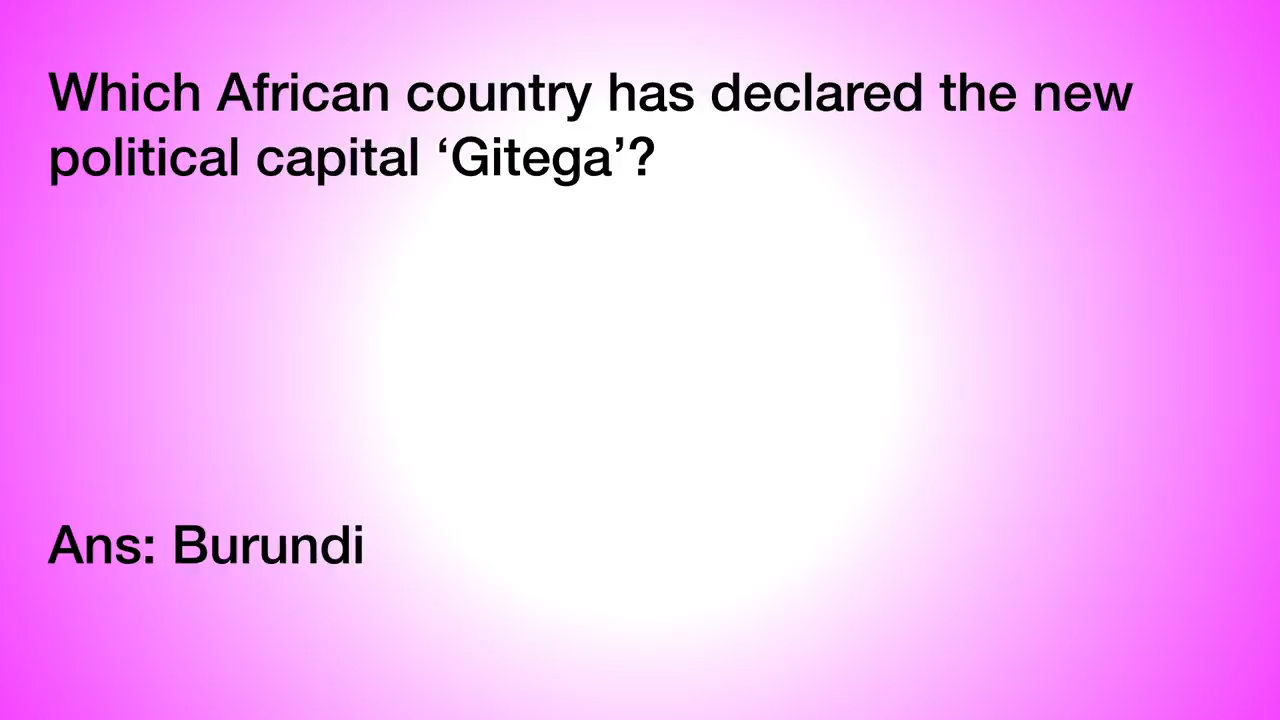 Which African country has declared the new
political capital ‘Gitega’?
Ans: Burundi